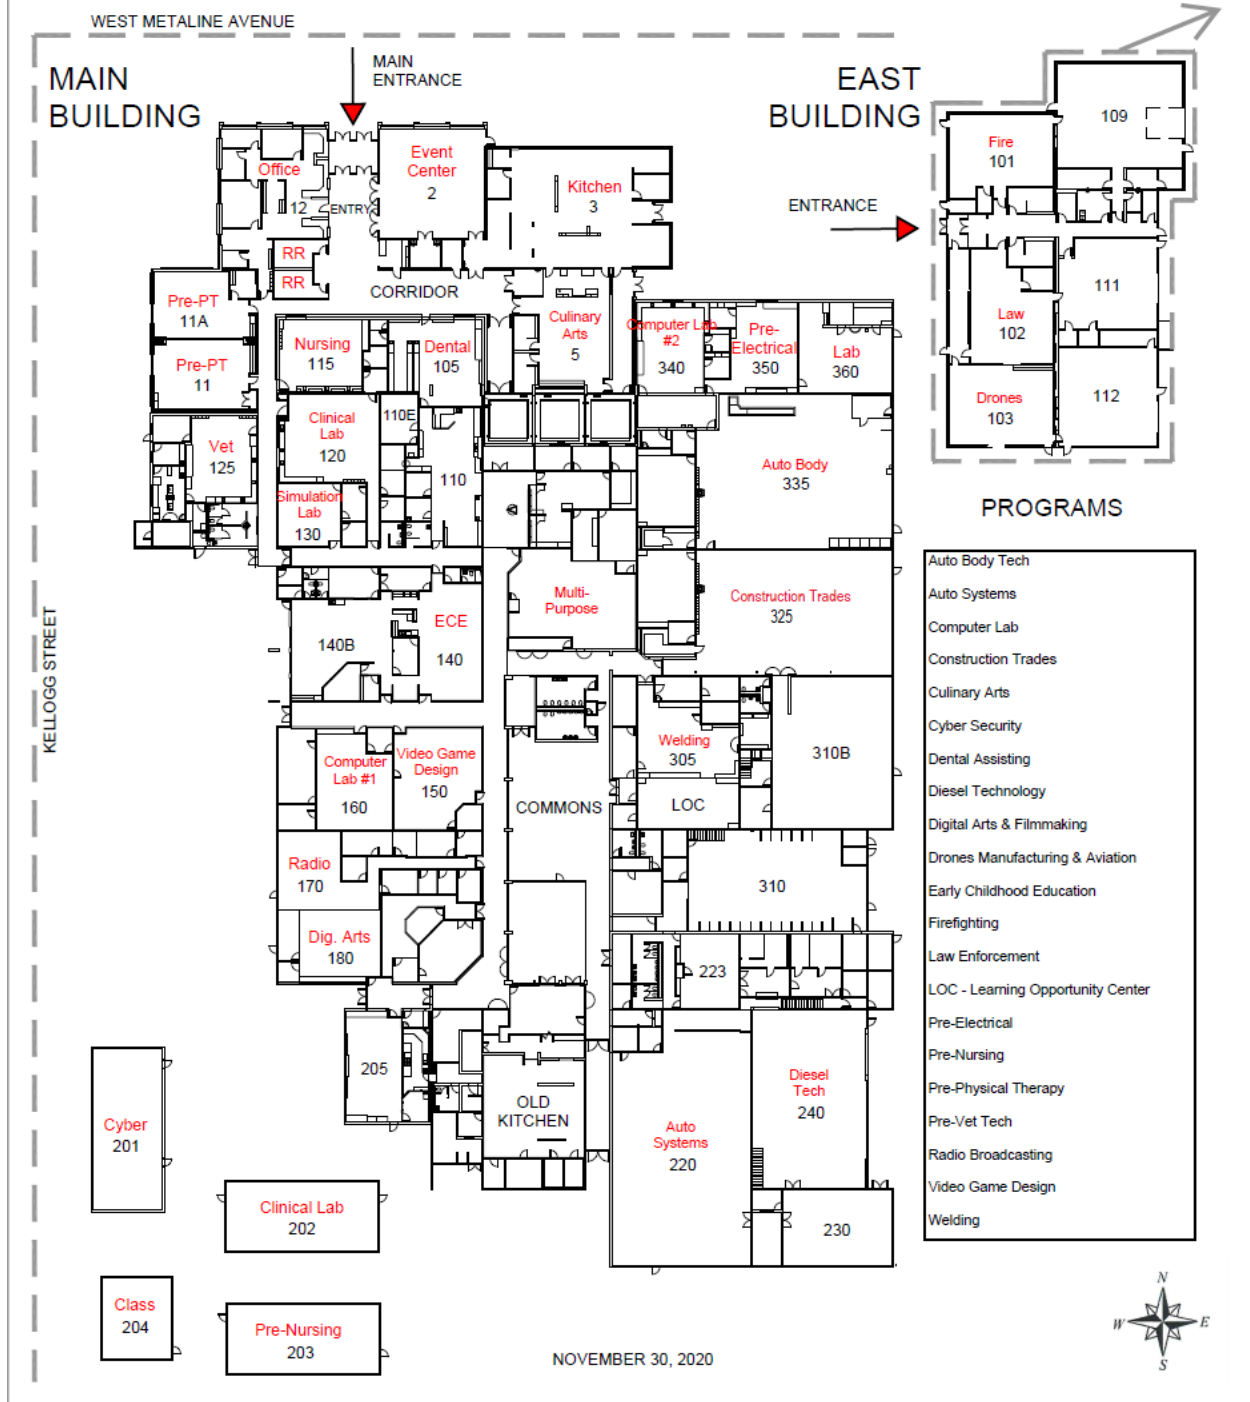 WEST METALINE AVENUE
MAIN
BUILDING
MAIN
ENTRANCE
EAST
BUILDING
Office
12
ENTRY
Event
Center
2
Kitchen
3
RR
RR
CORRIDOR
Pre-PT
11A
Pre-PT
11
Nursing
115
Dental
105
Culinary
Arts
5
Computer Lab
#2
340
Pre-
Electrical
350
Lab
360
Clinical
Lab
120
110E
110
Vet
125
Simulation
Lab
130
Auto Body
335
Multi-
Purpose
Construction Trades
325
140B
ECE
140
KELLOGG STREET
Computer
Lab #1
160
Video Game
Design
150
COMMONS
Welding
305
LOC
310B
Radio
170
310
Dig. Arts
180
223
205
OLD
KITCHEN
Auto
Systems
220
Diesel
Tech
240
230
Cyber
201
Clinical Lab
202
Class
204
Pre-Nursing
203
NOVEMBER 30, 2020
ENTRANCE
Fire
101
109
Law
102
111
Drones
103
112
PROGRAMS
Auto Body Tech
Auto Systems
Computer Lab
Construction Trades
Culinary Arts
Cyber Security
Dental Assisting
Diesel Technology
Digital Arts & Filmmaking
Drones Manufacturing & Aviation
Early Childhood Education
Firefighting
Law Enforcement
LOC - Learning Opportunity Center
Pre-Electrical
Pre-Nursing
Pre-Physical Therapy
Pre-Vet Tech
Radio Broadcasting
Video Game Design
Welding
N
W
E
S